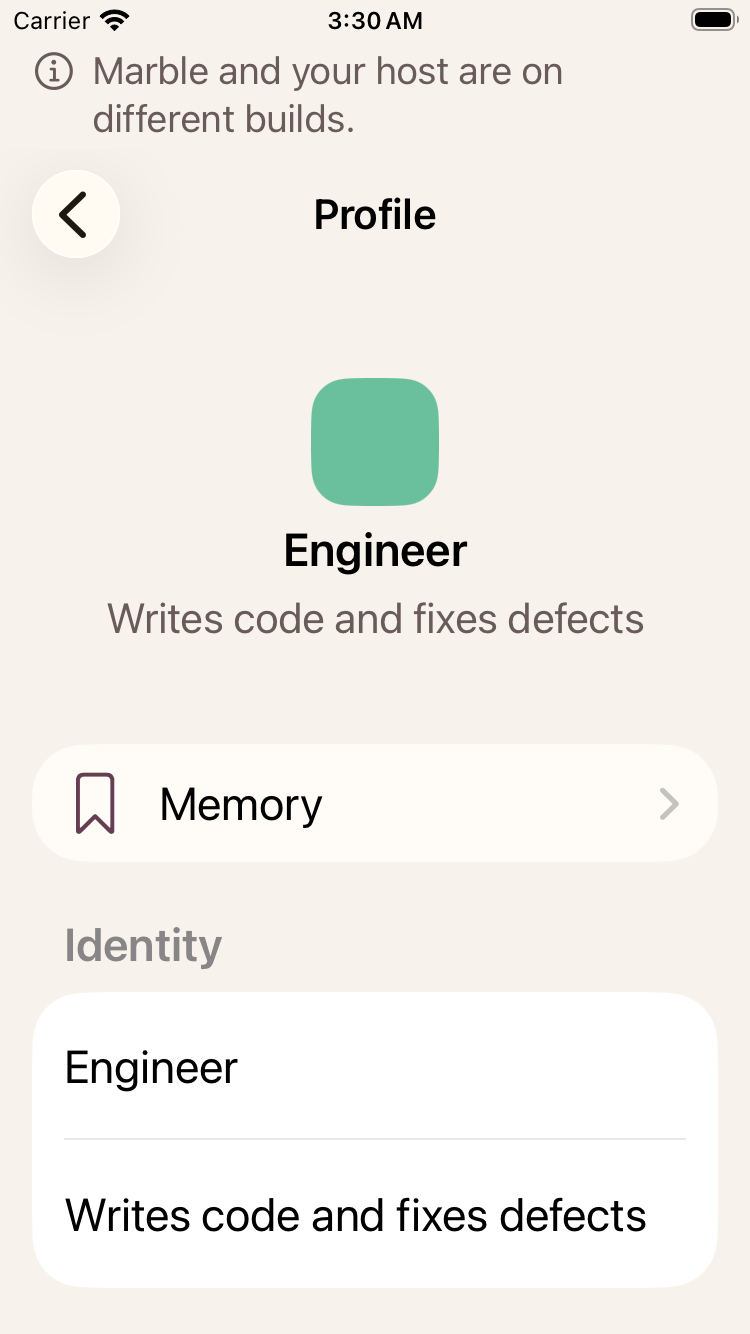 Carrier 3:30 AM
Marble and your host are on
different builds.
Profile
Engineer
Writes code and fixes defects
Memory
Identity
Engineer
Writes code and fixes defects